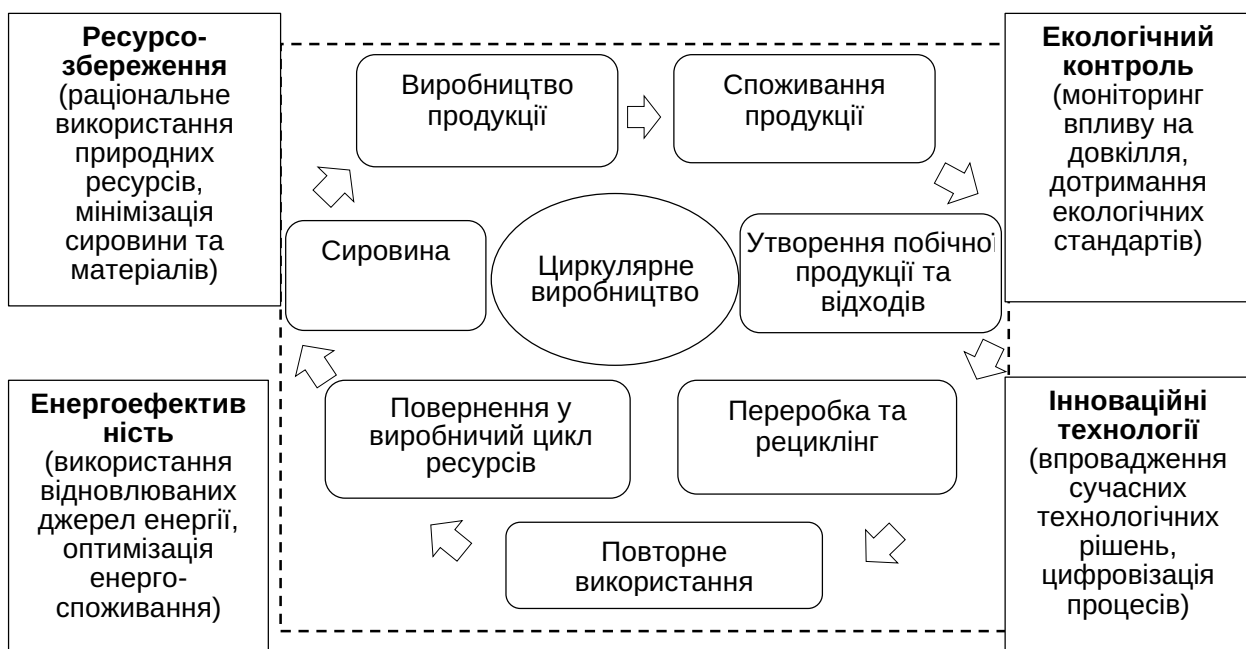 Ресурсо-
збереження
(раціональне
використання
природних
ресурсів,
мінімізація
сировини та
матеріалів)
Виробництво
продукції
Споживання
продукції
Екологічний
контроль
(моніторинг
впливу на
довкілля,
дотримання
екологічних
стандартів)
Сировина
Циркулярне
виробництво
Утворення побічної
продукції та
відходів
Енергоефектив
ність
(використання
відновлюваних
джерел енергії,
оптимізація
енерго-
споживання)
Повернення у
виробничий цикл
ресурсів
Переробка та
рециклінг
Інноваційні
технології
(впровадження
сучасних
технологічних
рішень,
цифровізація
процесів)
Повторне
використання